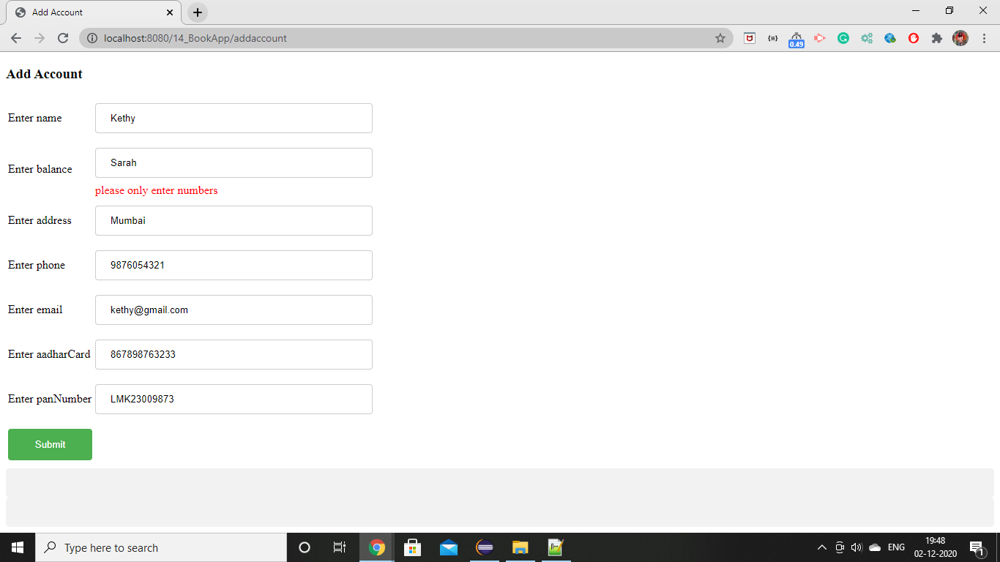 Add Account
localhost:8080/14_BookApp/addaccount
0.49
Add Account
Enter name Kethy
Enter balance Sarah
please only enter numbers
Enter address Mumbai
Enter phone 9876054321
Enter email kethy@gmail.com
Enter aadharCard 867898763233
Enter panNumber LMK23009873
Submit
Type here to search
ENG
19:48
02-12-2020
1